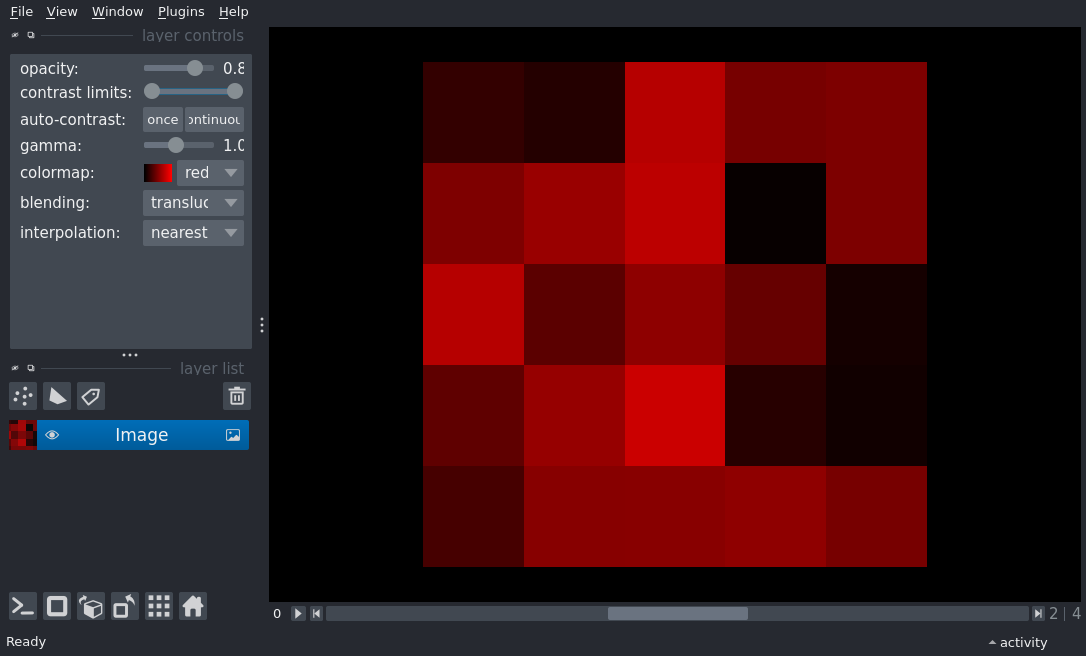 File View Window Plugins Help
layer controls
opacity: 0.8
contrast limits:
auto-contrast: once ontinuou
gamma: 1.0
colormap: red
blending: transluc
interpolation: nearest
layer list
Image
0 2 | 4
Ready activity